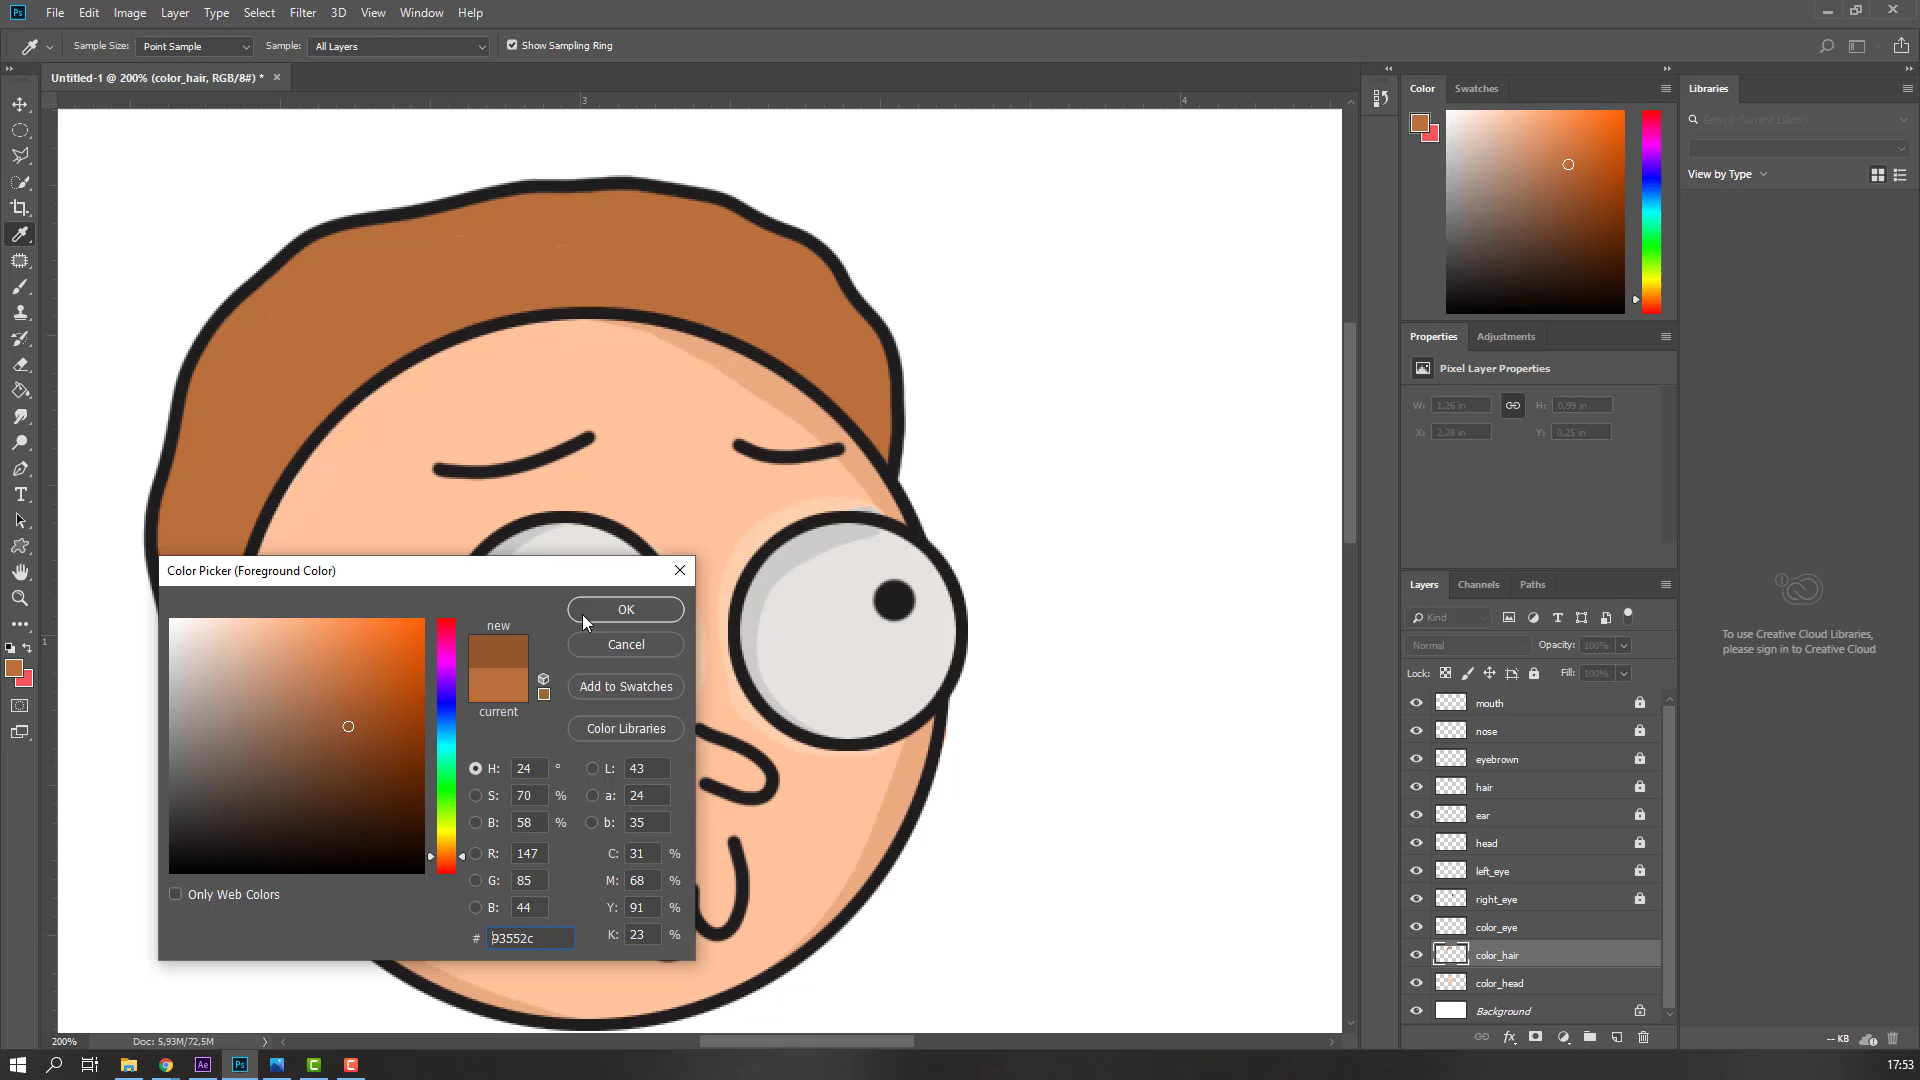 Ps File Edit Image Layer Type Select Filter 3D View Window Help
Sample Size: Point Sample Sample: All Layers Show Sampling Ring
Untitled-1 @ 200% (color_hair, RGB/8#) * ×
3 4
1
Color Swatches
Libraries
Search Current Library
View by Type
Properties Adjustments
Pixel Layer Properties
W: 1,26 in H: 0,99 in
X: 2,28 in Y: 0,25 in
Layers Channels Paths
Kind
Normal Opacity: 100%
Lock: Fill: 100%
mouth
nose
eyebrown
hair
ear
head
left_eye
right_eye
color_eye
color_hair
color_head
Background
To use Creative Cloud Libraries,
please sign in to Creative Cloud
-- KB
Color Picker (Foreground Color)
new
current
OK
Cancel
Add to Swatches
Color Libraries
H: 24 ° L: 43
S: 70 % a: 24
B: 58 % b: 35
R: 147 C: 31 %
G: 85 M: 68 %
B: 44 Y: 91 %
# 93552c K: 23 %
Only Web Colors
200% Doc: 5,93M/72,5M
Ae Ps C C 17:53